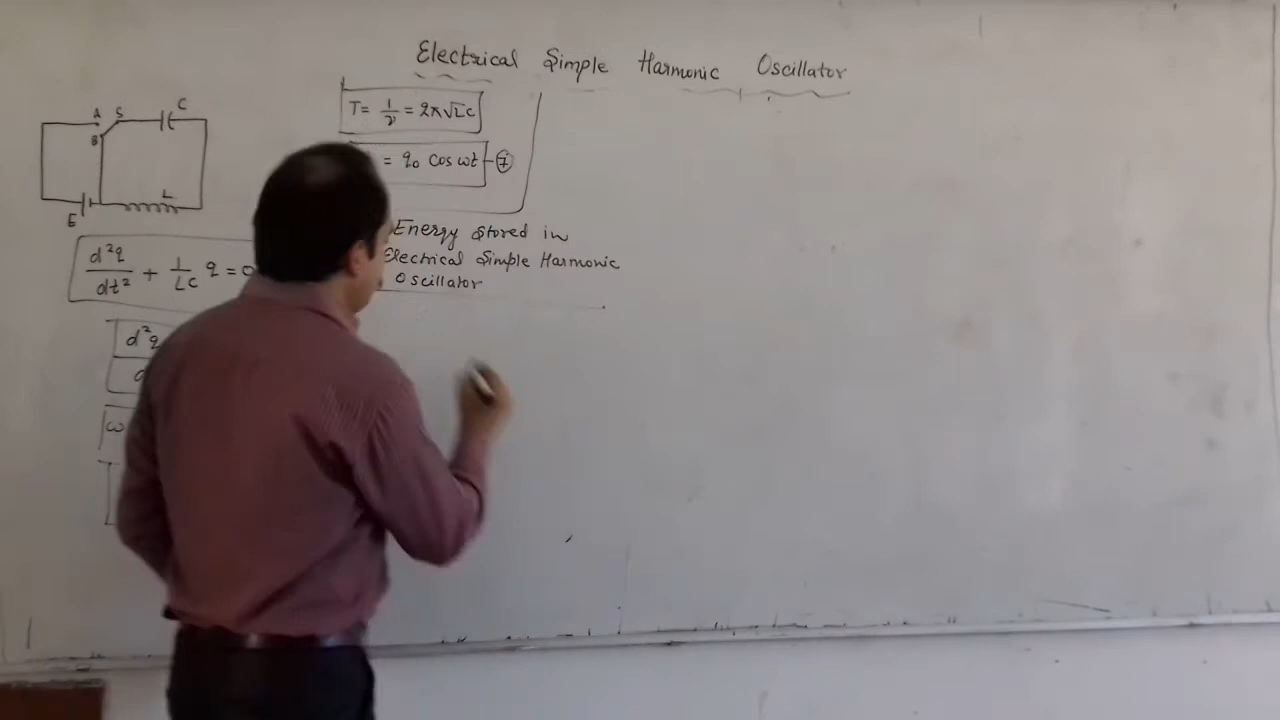 Electrical Simple Harmonic Oscillator
A S C
B
L
E
d²q/dt² + 1/LC q = 0
d²q
d
ω
T = 1/ν = 2π√LC
= q₀ cos ωt — ⑦
Energy stored in
Electrical Simple Harmonic
Oscillator